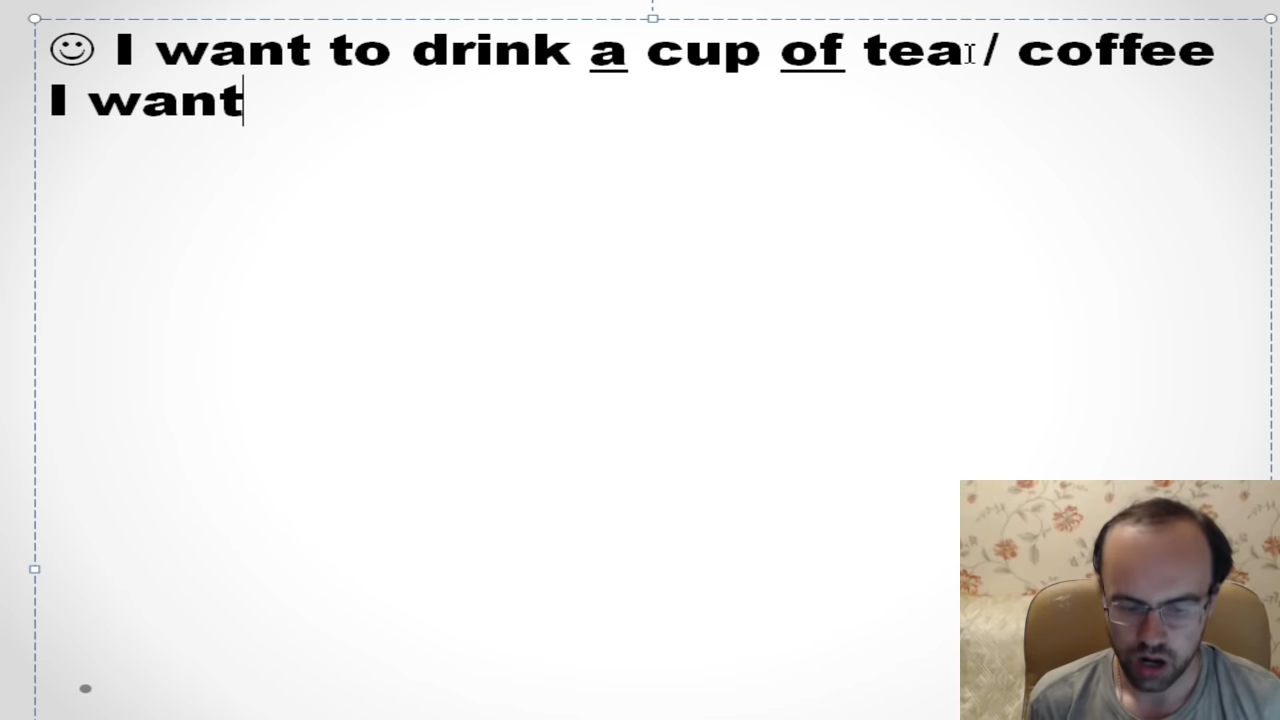 ☺ I want to drink a cup of tea / coffee
I want